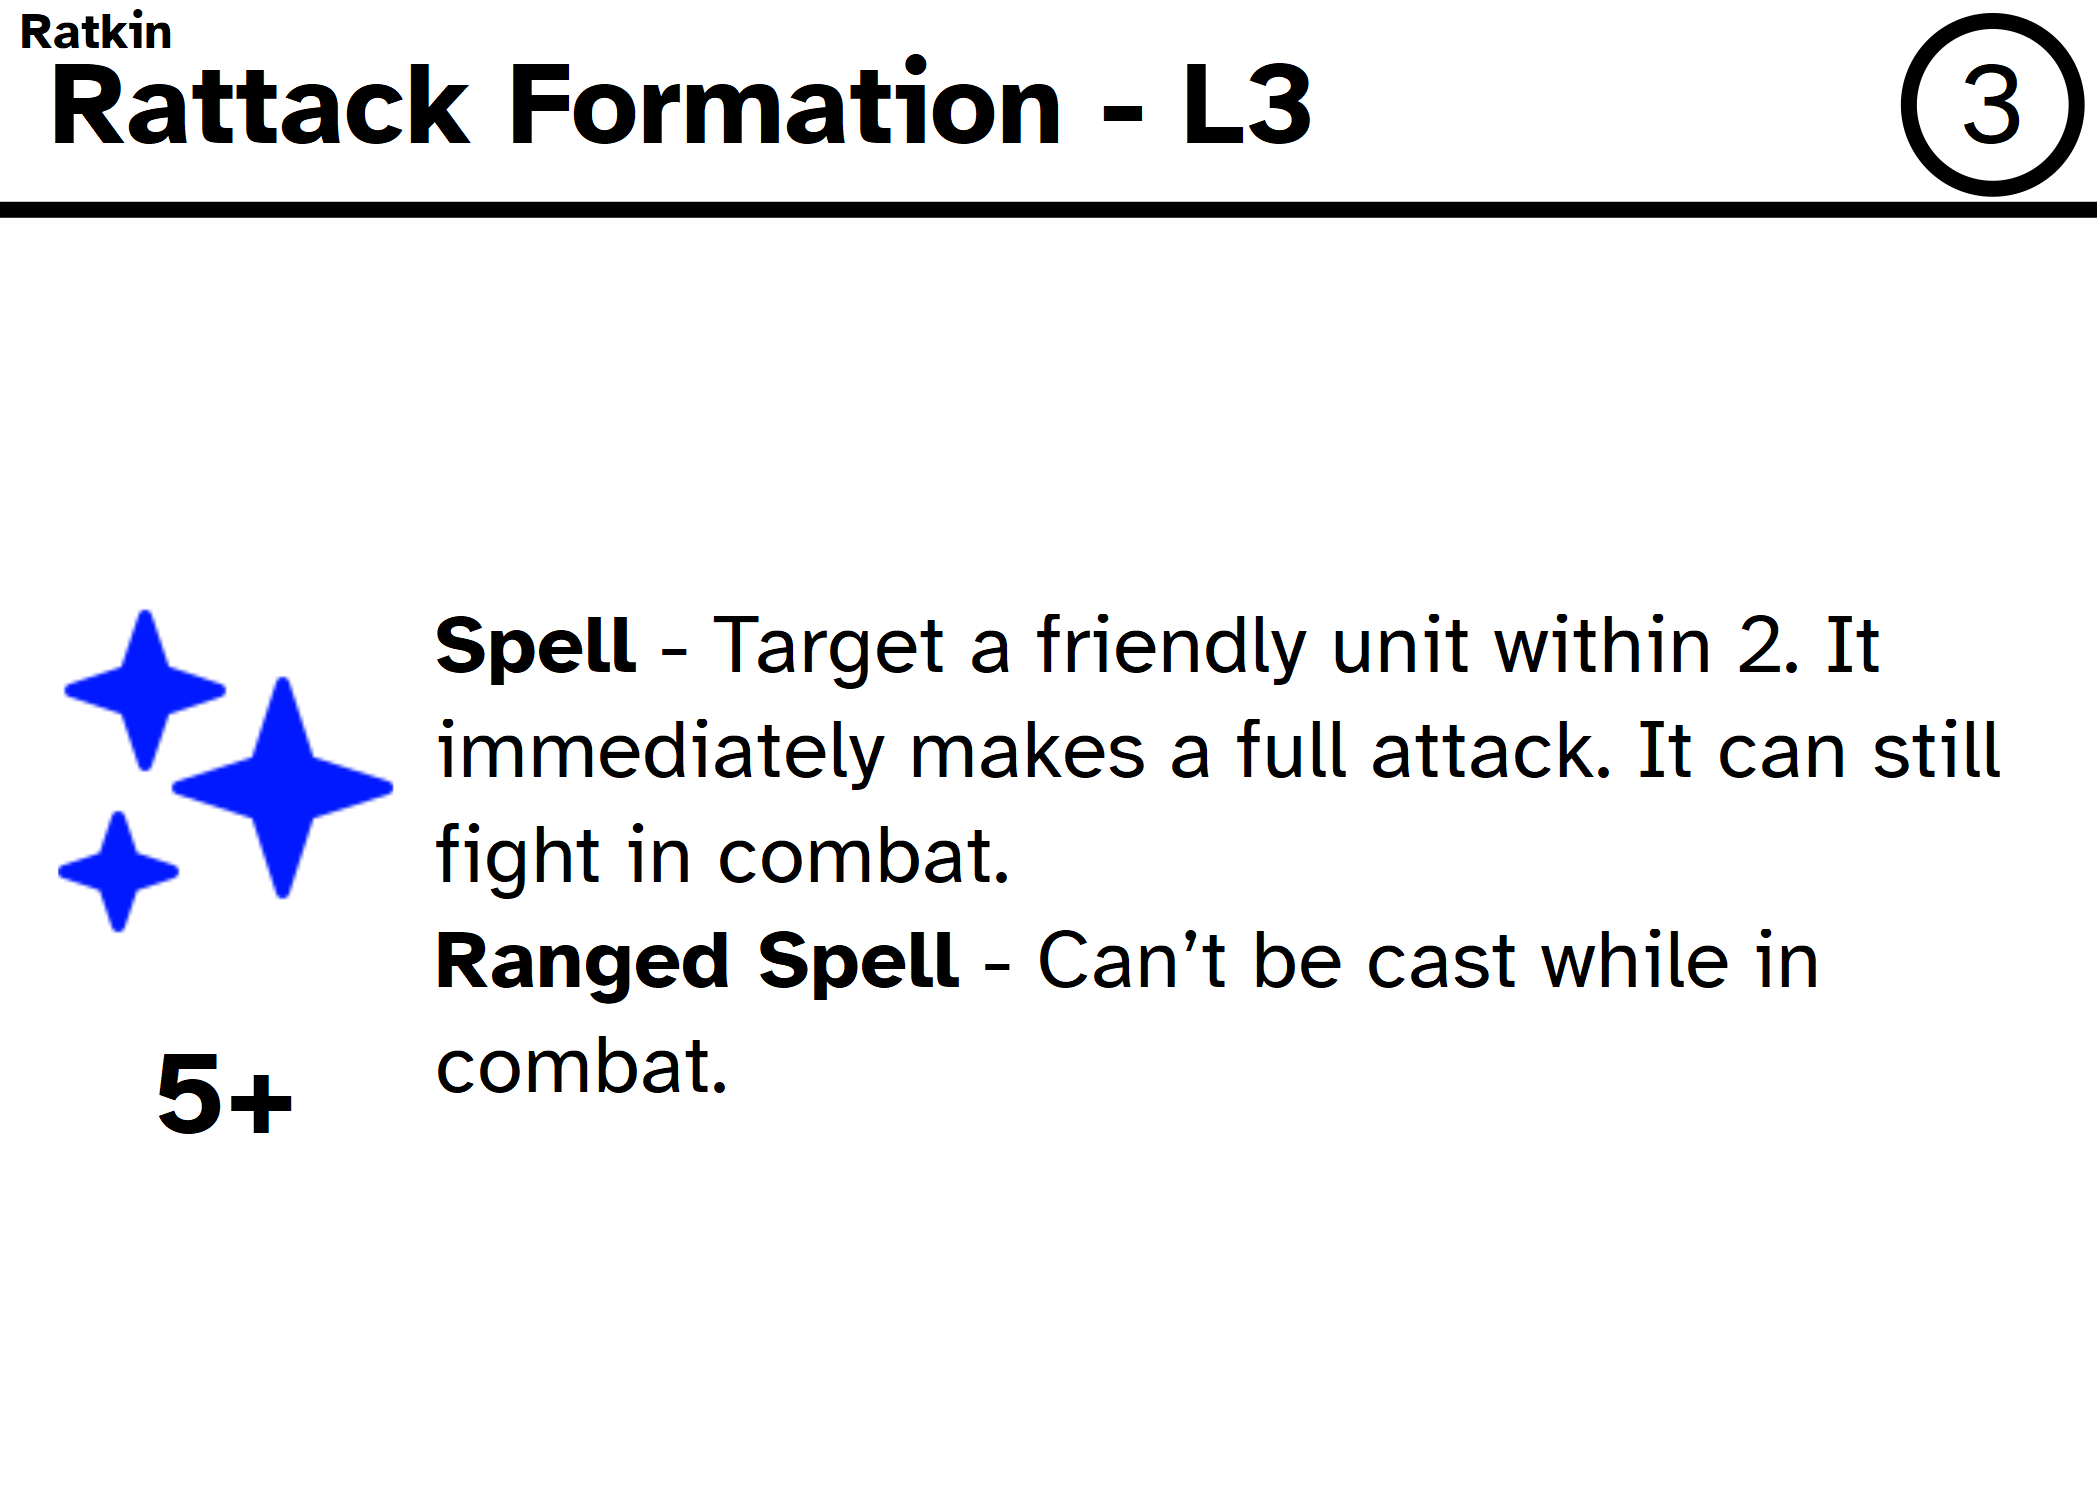 Ratkin
Rattack Formation - L3
3
Spell - Target a friendly unit within 2. It
immediately makes a full attack. It can still
fight in combat.
Ranged Spell - Can’t be cast while in
combat.
5+